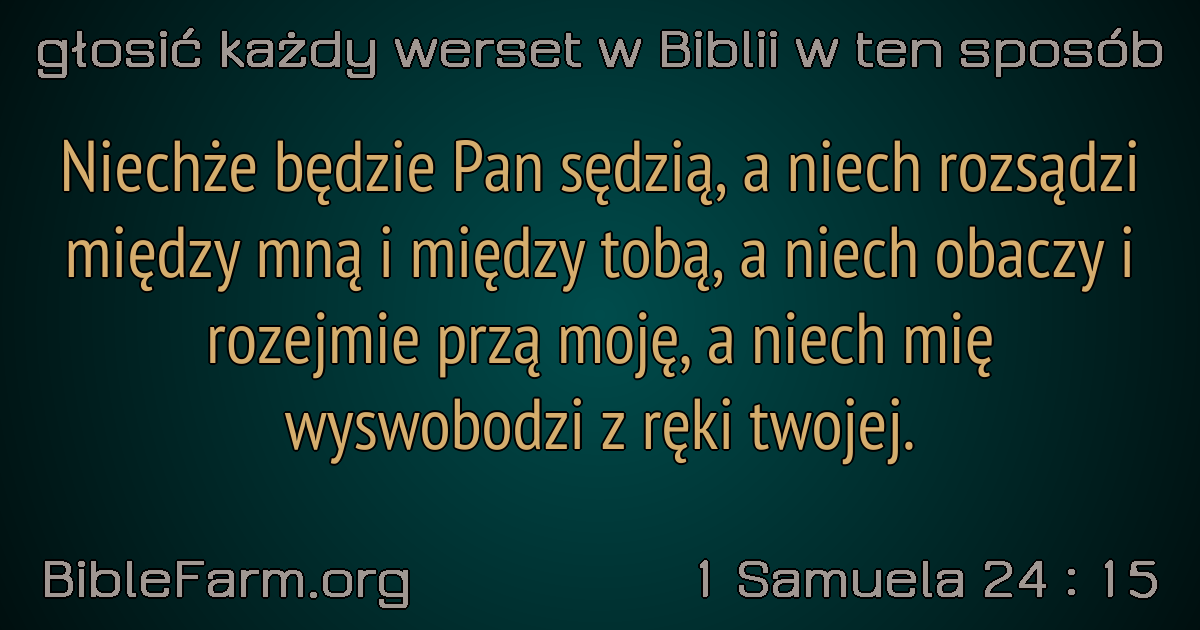 głosić każdy werset w Biblii w ten sposób
Niechże będzie Pan sędzią, a niech rozsądzi
między mną i między tobą, a niech obaczy i
rozejmie przą moję, a niech mię
wyswobodzi z ręki twojej.
BibleFarm.org
1 Samuela 24 : 15